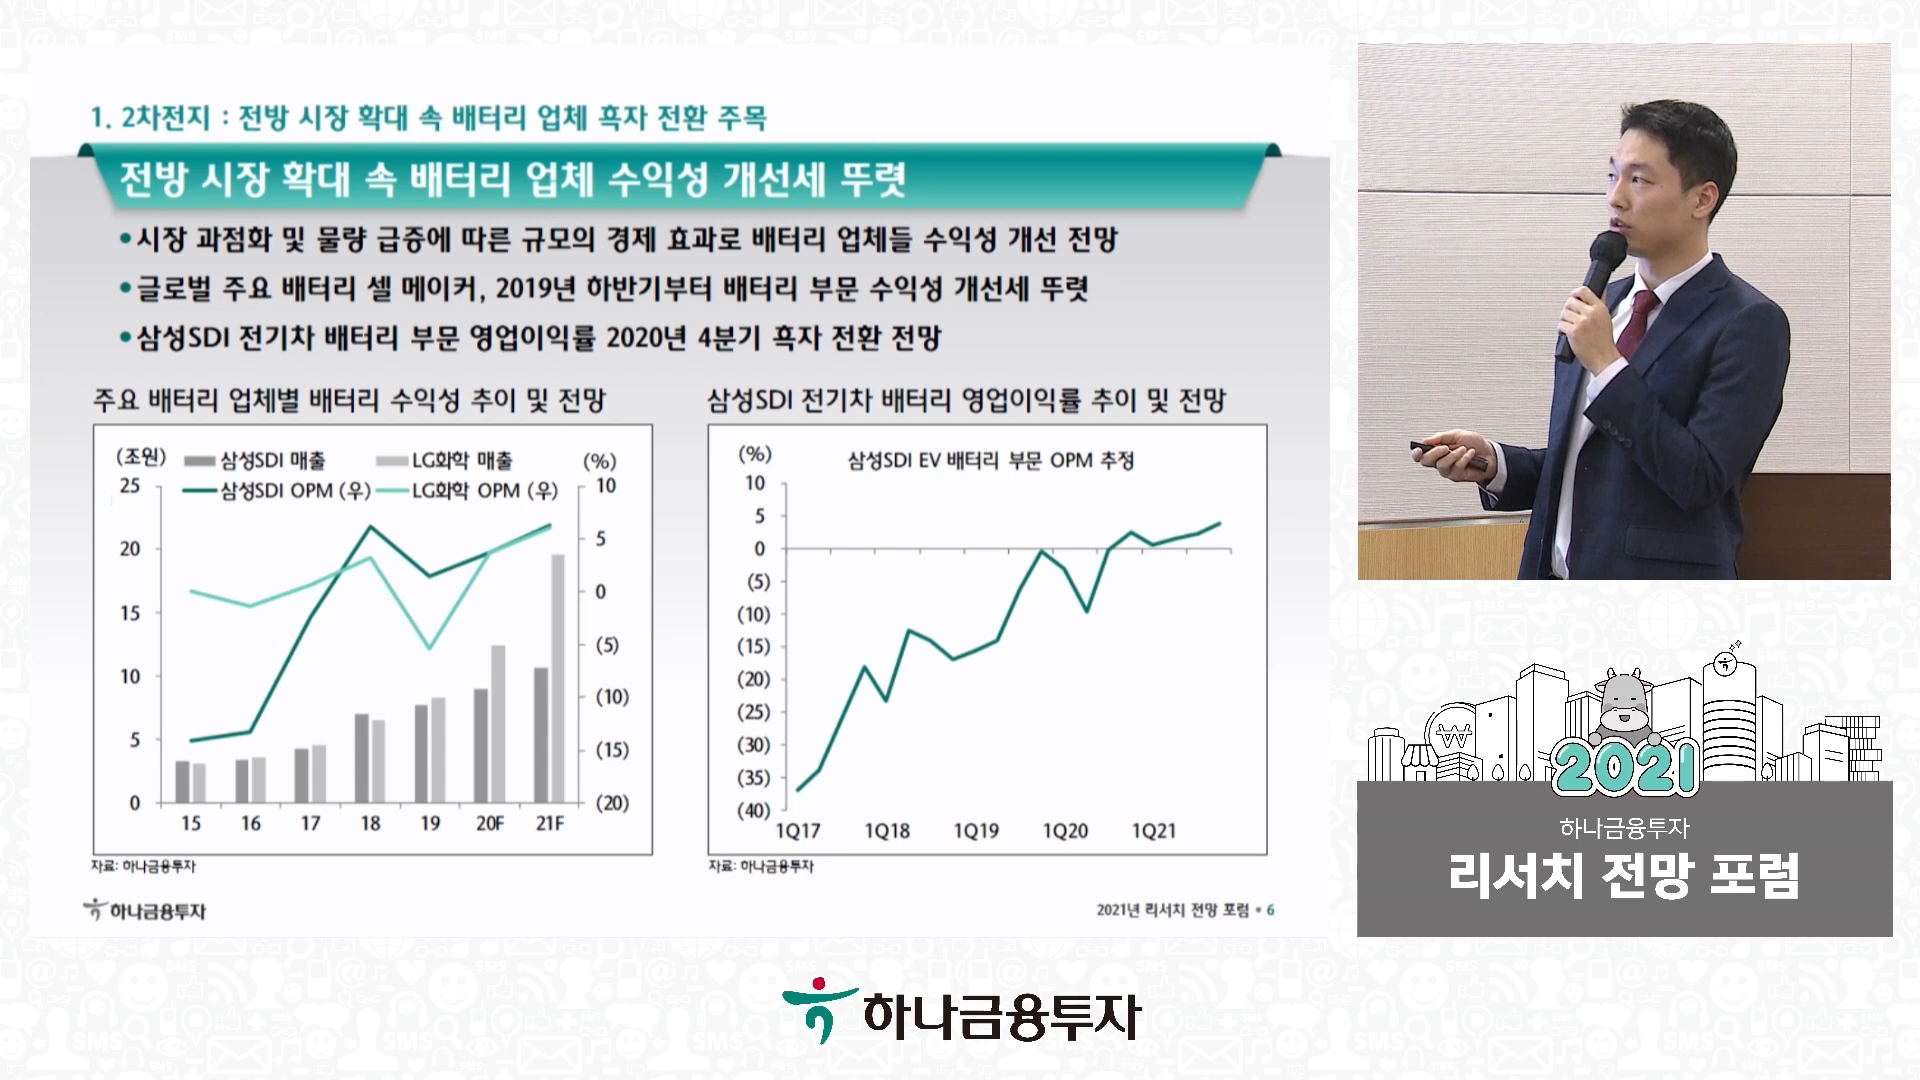 1. 2차전지 : 전방 시장 확대 속 배터리 업체 흑자 전환 주목
전방 시장 확대 속 배터리 업체 수익성 개선세 뚜렷
•시장 과점화 및 물량 급증에 따른 규모의 경제 효과로 배터리 업체들 수익성 개선 전망
•글로벌 주요 배터리 셀 메이커, 2019년 하반기부터 배터리 부문 수익성 개선세 뚜렷
•삼성SDI 전기차 배터리 부문 영업이익률 2020년 4분기 흑자 전환 전망
주요 배터리 업체별 배터리 수익성 추이 및 전망
(조원)
삼성SDI 매출
LG화학 매출
(%)
삼성SDI OPM (우)
LG화학 OPM (우)
25
20
15
10
5
0
10
5
0
(5)
(10)
(15)
(20)
15 16 17 18 19 20F 21F
자료: 하나금융투자
삼성SDI 전기차 배터리 영업이익률 추이 및 전망
(%)
삼성SDI EV 배터리 부문 OPM 추정
10
5
0
(5)
(10)
(15)
(20)
(25)
(30)
(35)
(40)
1Q17 1Q18 1Q19 1Q20 1Q21
자료: 하나금융투자
하나금융투자
2021년 리서치 전망 포럼 • 6
2021
하나금융투자
리서치 전망 포럼
하나금융투자